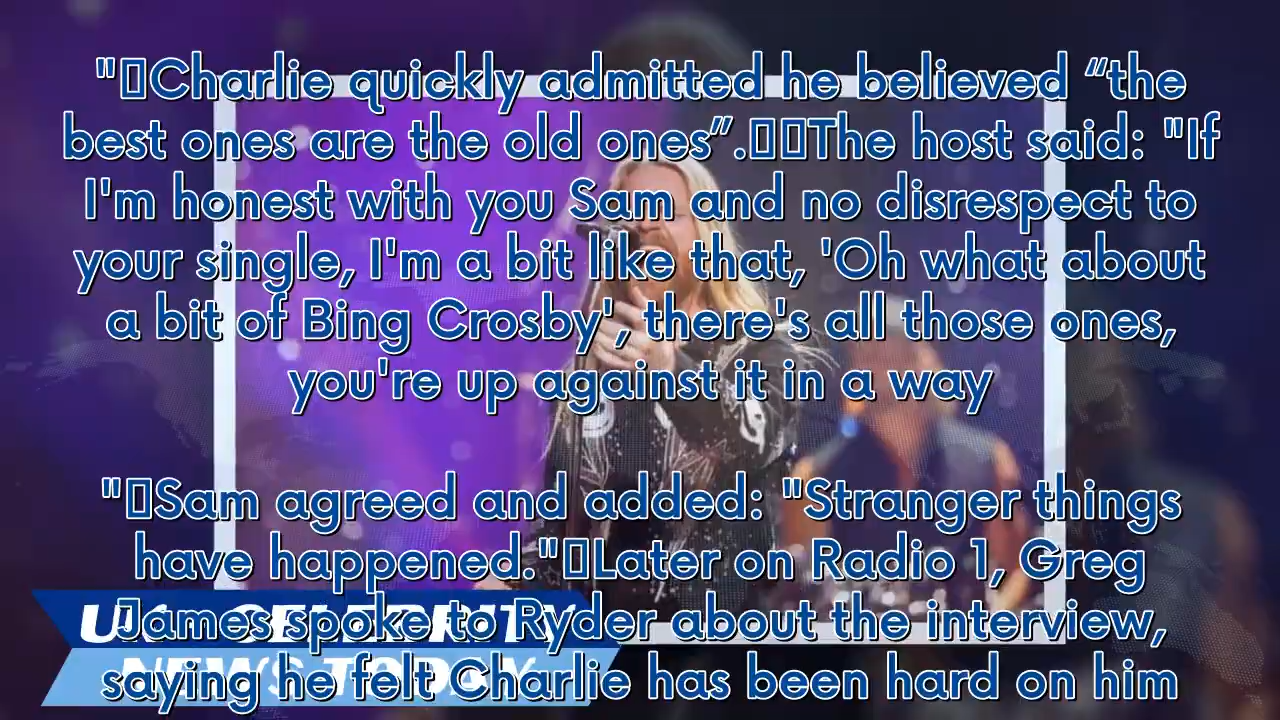 "▯Charlie quickly admitted he believed “the
best ones are the old ones”.▯▯The host said: "If
I'm honest with you Sam and no disrespect to
your single, I'm a bit like that, 'Oh what about
a bit of Bing Crosby', there's all those ones,
you're up against it in a way
"▯Sam agreed and added: "Stranger things
have happened."▯Later on Radio 1, Greg
James spoke to Ryder about the interview,
saying he felt Charlie has been hard on him
UK CELEBRITY
NEWS TODAY